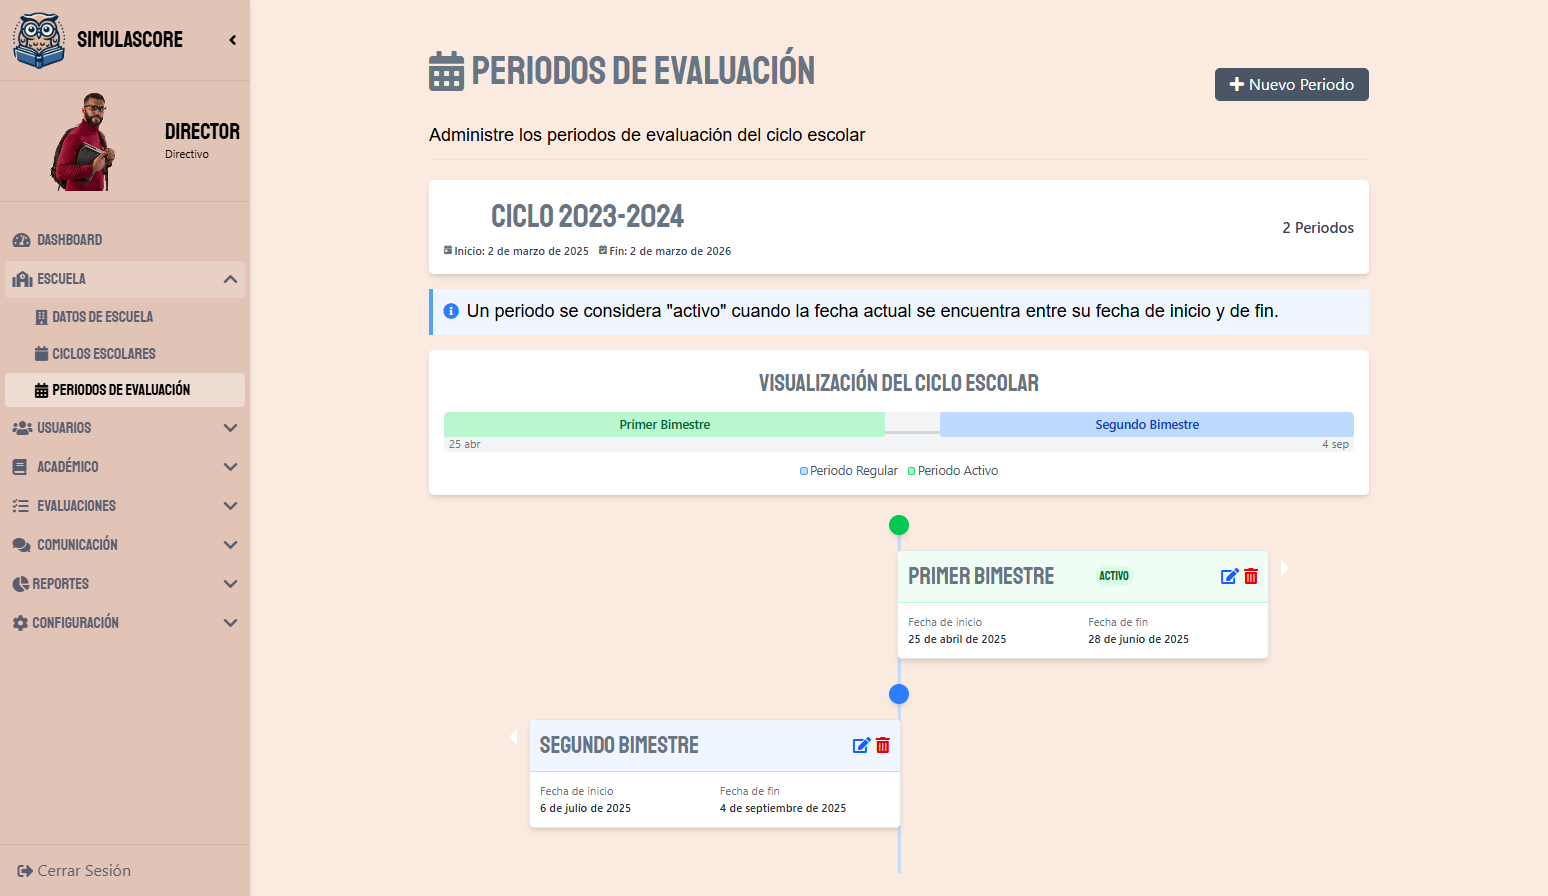 SIMULASCORE
DIRECTOR
Directivo
DASHBOARD
ESCUELA
DATOS DE ESCUELA
CICLOS ESCOLARES
PERIODOS DE EVALUACIÓN
USUARIOS
ACADÉMICO
EVALUACIONES
COMUNICACIÓN
REPORTES
CONFIGURACIÓN
Cerrar Sesión
PERIODOS DE EVALUACIÓN
Nuevo Periodo
Administre los periodos de evaluación del ciclo escolar
CICLO 2023-2024
Inicio: 2 de marzo de 2025 Fin: 2 de marzo de 2026
2 Periodos
Un periodo se considera "activo" cuando la fecha actual se encuentra entre su fecha de inicio y de fin.
VISUALIZACIÓN DEL CICLO ESCOLAR
Primer Bimestre Segundo Bimestre
25 abr 4 sep
Periodo Regular Periodo Activo
PRIMER BIMESTRE ACTIVO
Fecha de inicio Fecha de fin
25 de abril de 2025 28 de junio de 2025
SEGUNDO BIMESTRE
Fecha de inicio Fecha de fin
6 de julio de 2025 4 de septiembre de 2025